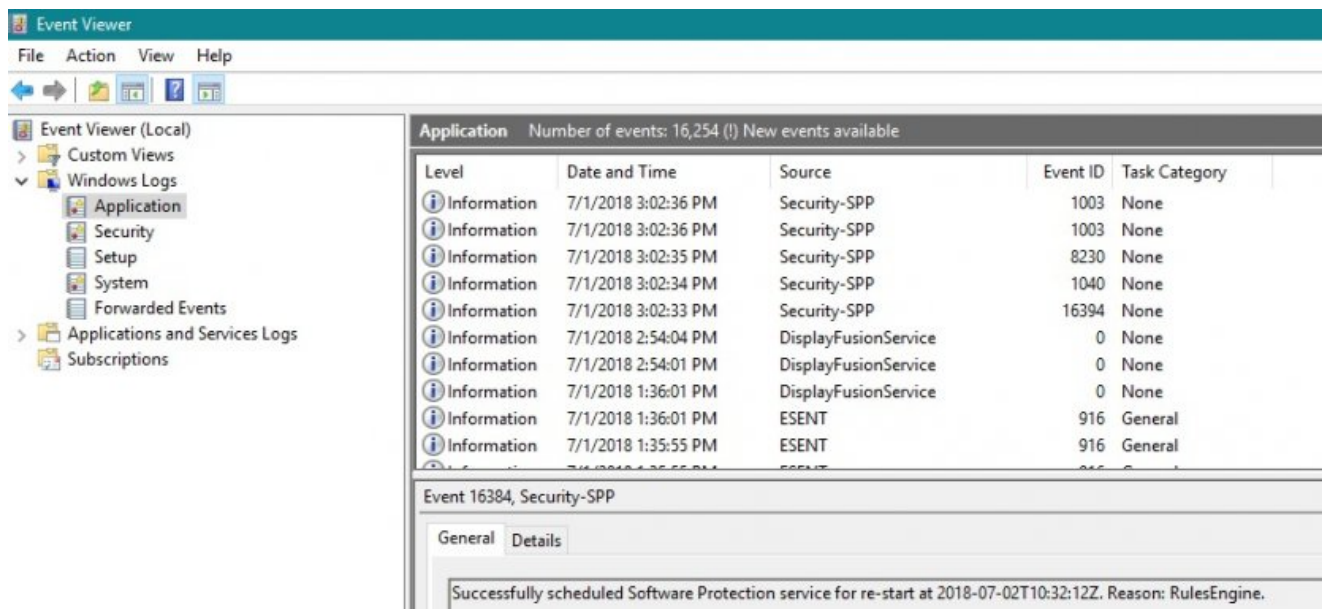 Event Viewer
File Action View Help
Event Viewer (Local)
Custom Views
Windows Logs
Application
Security
Setup
System
Forwarded Events
Applications and Services Logs
Subscriptions
Application Number of events: 16,254 (!) New events available
Level Date and Time Source Event ID Task Category
Information 7/1/2018 3:02:36 PM Security-SPP 1003 None
Information 7/1/2018 3:02:36 PM Security-SPP 1003 None
Information 7/1/2018 3:02:35 PM Security-SPP 8230 None
Information 7/1/2018 3:02:34 PM Security-SPP 1040 None
Information 7/1/2018 3:02:33 PM Security-SPP 16394 None
Information 7/1/2018 2:54:04 PM DisplayFusionService 0 None
Information 7/1/2018 2:54:01 PM DisplayFusionService 0 None
Information 7/1/2018 1:36:01 PM DisplayFusionService 0 None
Information 7/1/2018 1:36:01 PM ESENT 916 General
Information 7/1/2018 1:35:55 PM ESENT 916 General
Event 16384, Security-SPP
General Details
Successfully scheduled Software Protection service for re-start at 2018-07-02T10:32:12Z. Reason: RulesEngine.